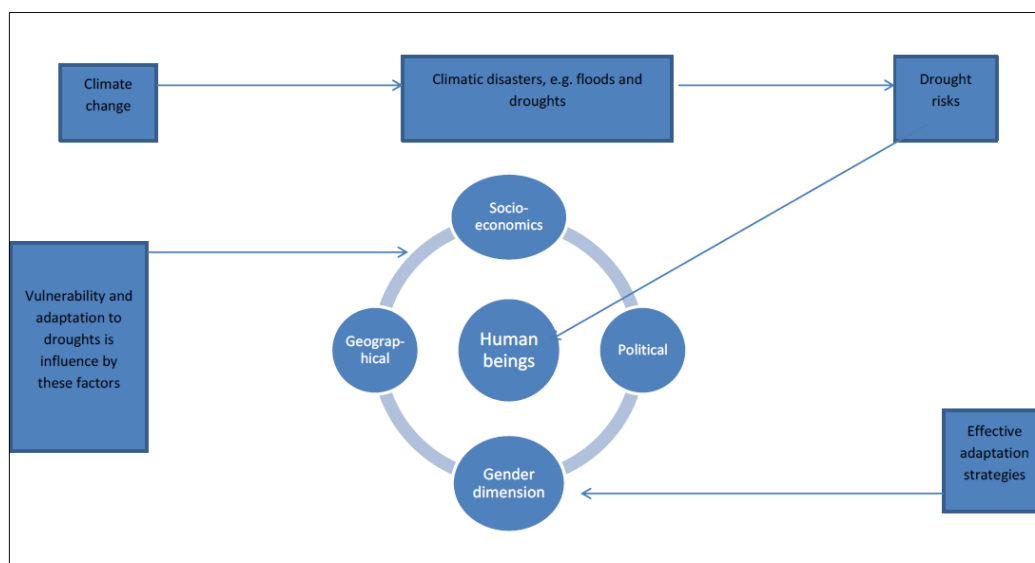 Climate
change
Climatic disasters, e.g. floods and
droughts
Drought
risks
Socio-
economics
Vulnerability and
adaptation to
droughts is
influence by
these factors
Geograp-
hical
Human
beings
Political
Gender
dimension
Effective
adaptation
strategies